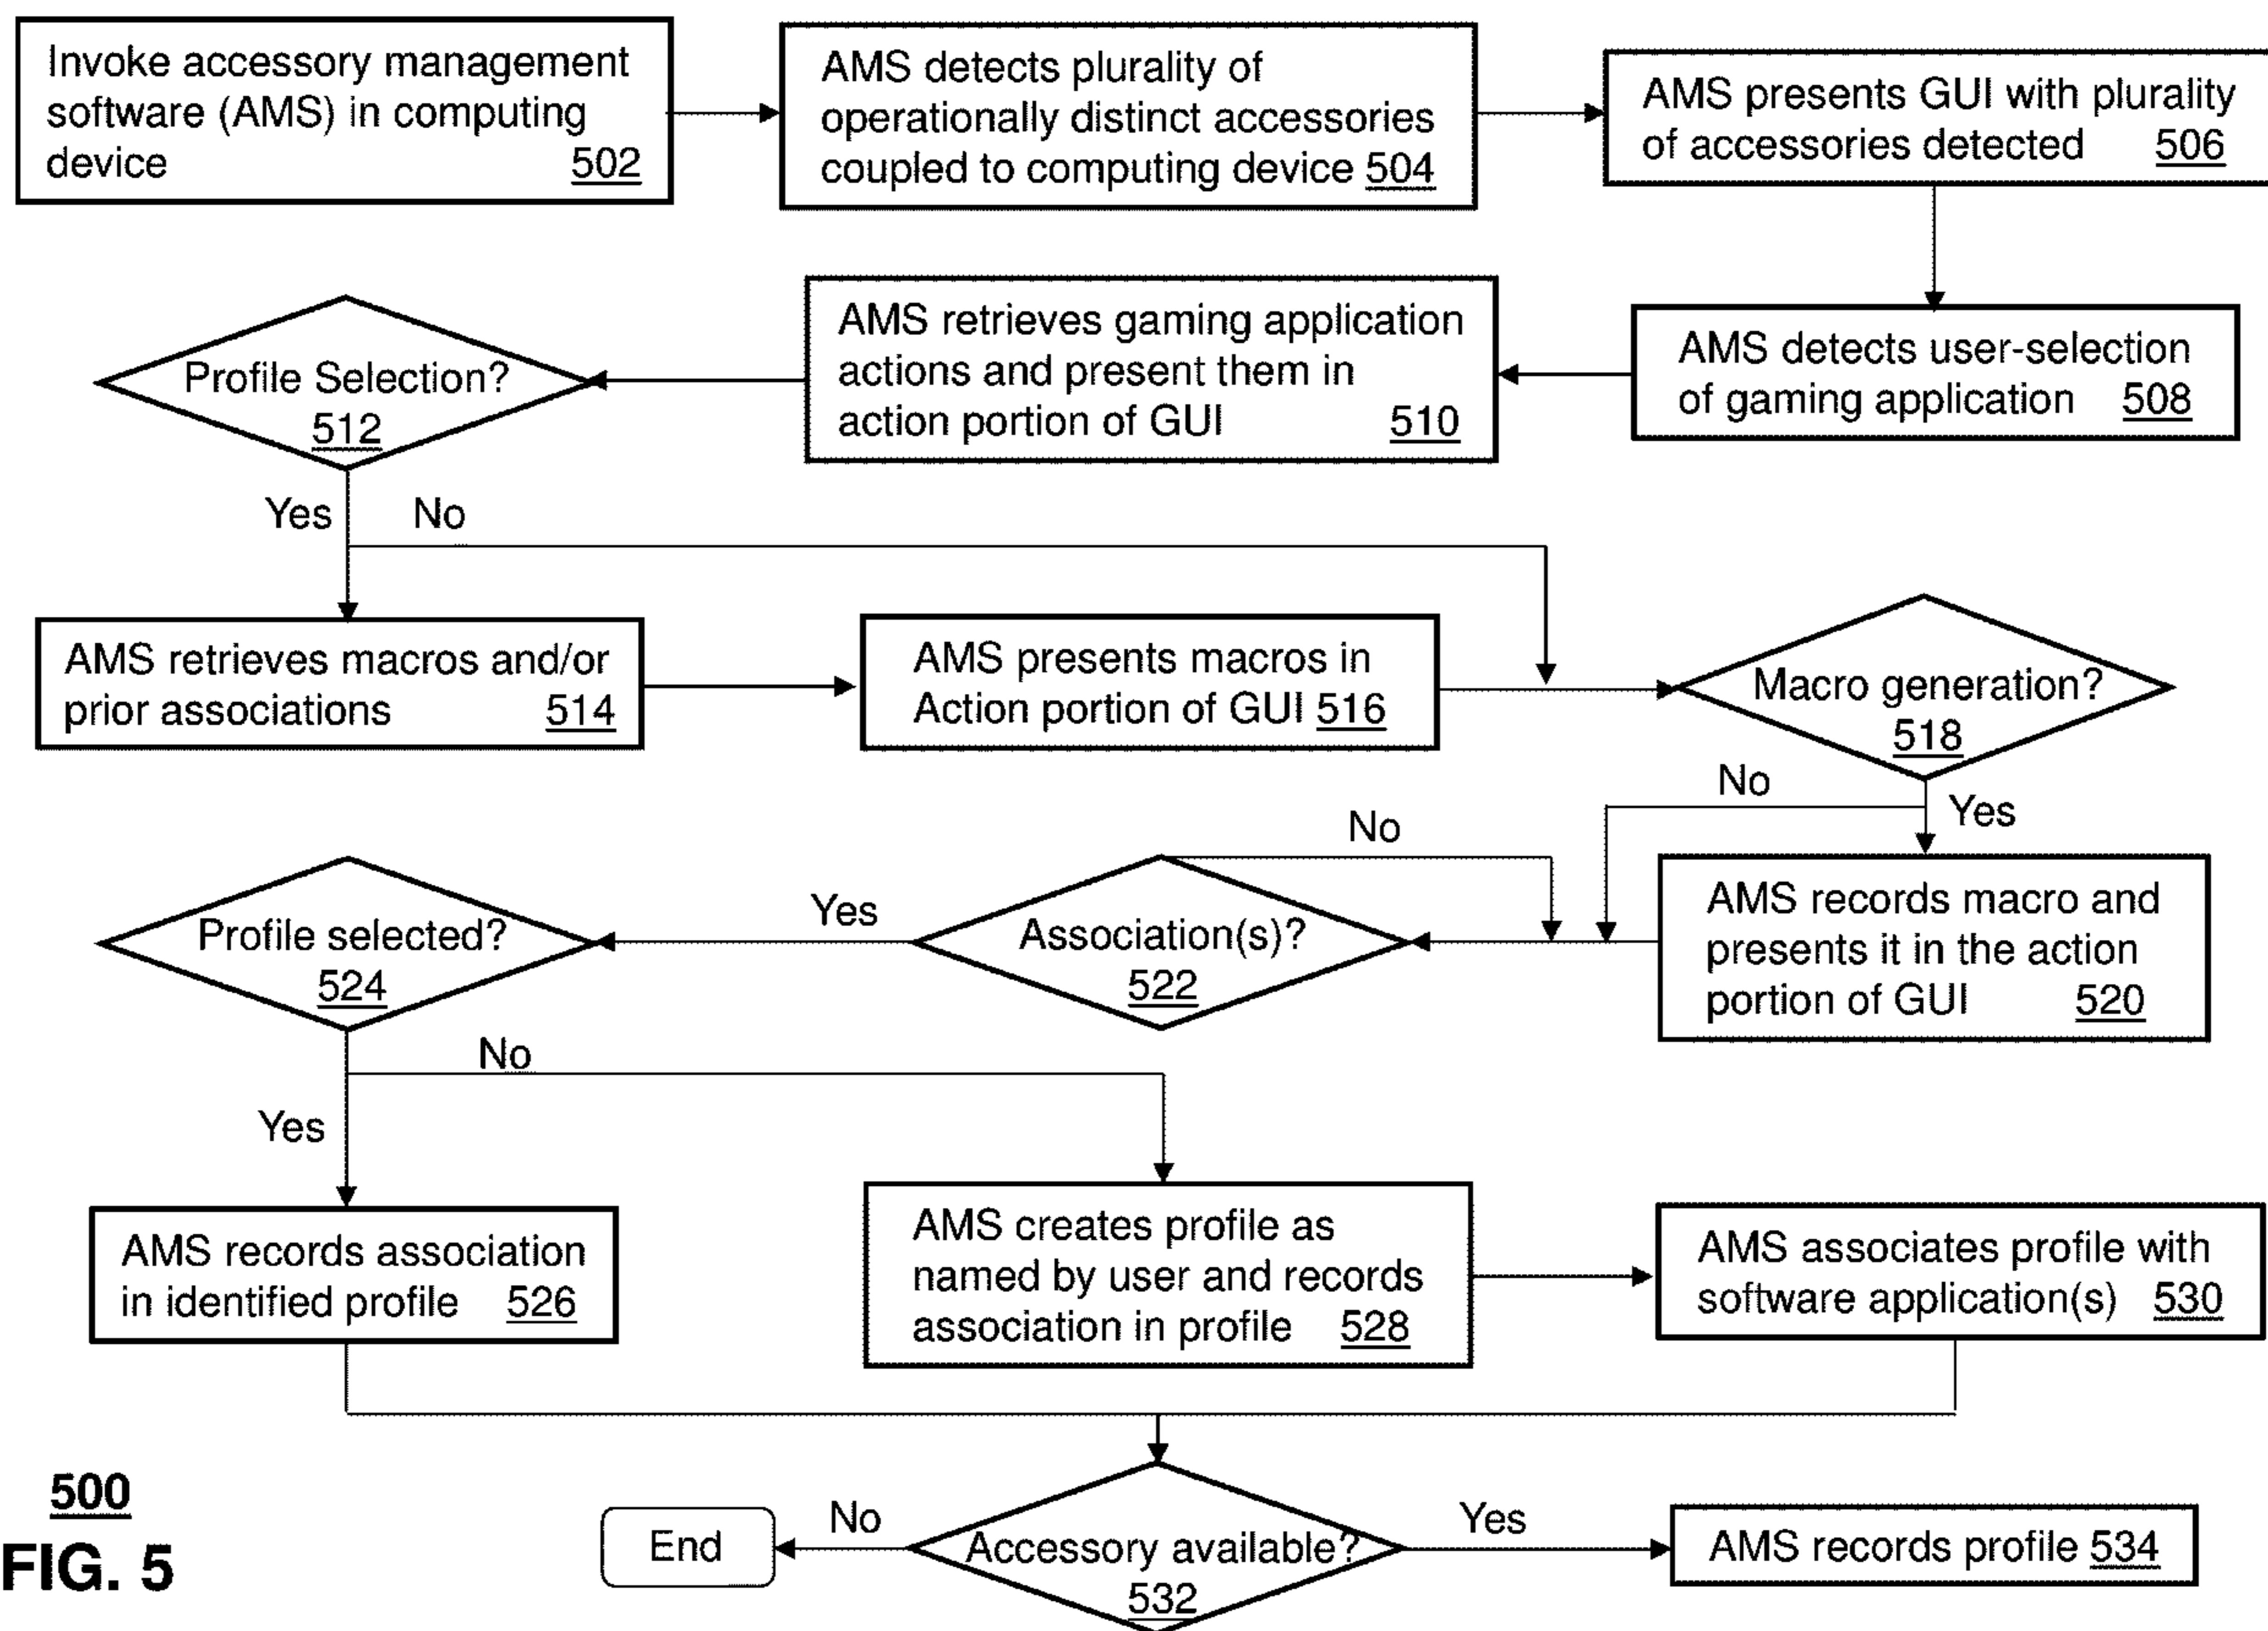 Invoke accessory management
software (AMS) in computing
device 502
AMS detects plurality of
operationally distinct accessories
coupled to computing device 504
AMS presents GUI with plurality
of accessories detected 506
AMS detects user-selection
of gaming application 508
AMS retrieves gaming application
actions and present them in
action portion of GUI 510
Profile Selection?
512
Yes
No
AMS retrieves macros and/or
prior associations 514
AMS presents macros in
Action portion of GUI 516
Macro generation?
518
No
Yes
AMS records macro and
presents it in the action
portion of GUI 520
No
Association(s)?
522
Yes
Profile selected?
524
No
Yes
AMS records association
in identified profile 526
AMS creates profile as
named by user and records
association in profile 528
AMS associates profile with
software application(s) 530
Accessory available?
532
No
End
Yes
AMS records profile 534
500
FIG. 5